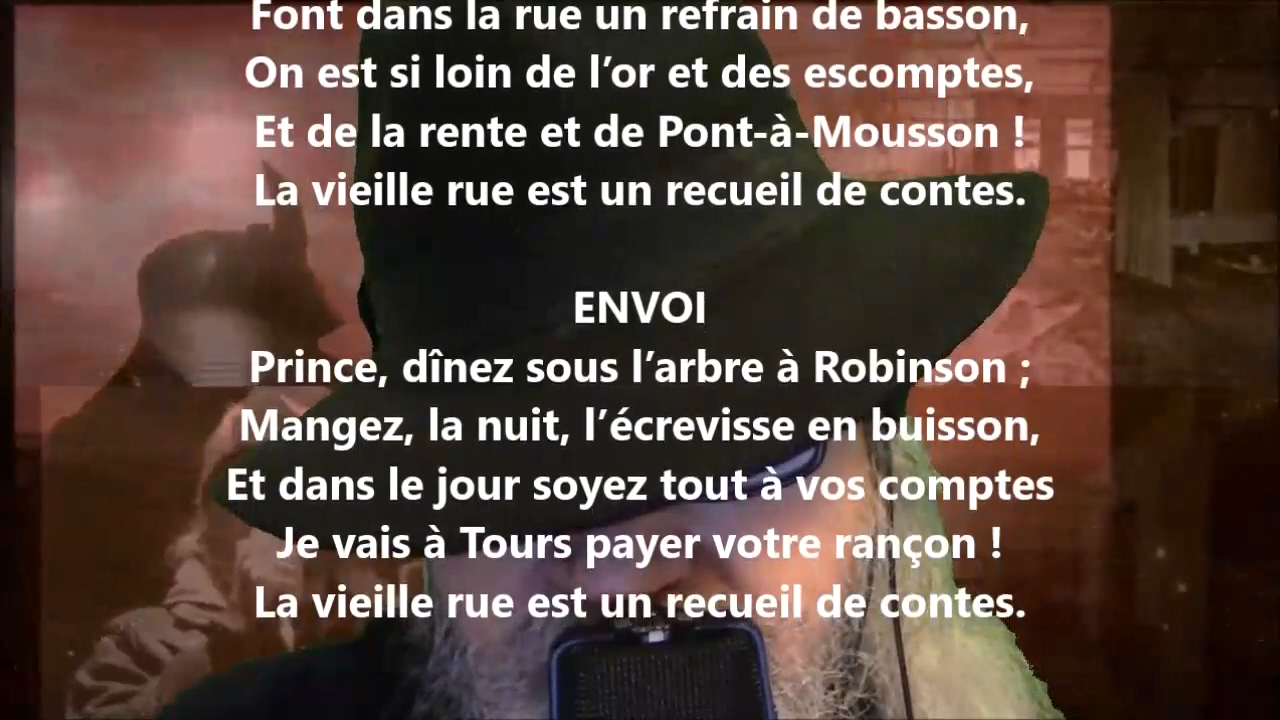 Font dans la rue un refrain de basson,
On est si loin de l’or et des escomptes,
Et de la rente et de Pont-à-Mousson !
La vieille rue est un recueil de contes.
ENVOI
Prince, dînez sous l’arbre à Robinson ;
Mangez, la nuit, l’écrevisse en buisson,
Et dans le jour soyez tout à vos comptes
Je vais à Tours payer votre rançon !
La vieille rue est un recueil de contes.